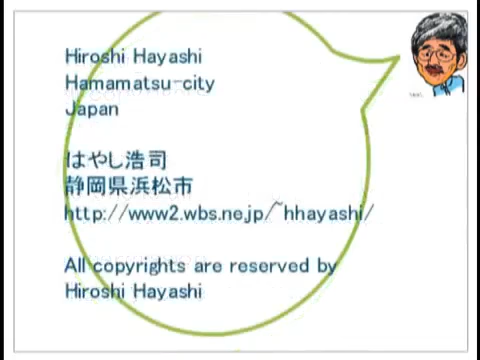 Hiroshi Hayashi
Hamamatsu-city
Japan
はやし浩司
静岡県浜松市
http://www2.wbs.ne.jp/~hhayashi/
All copyrights are reserved by
Hiroshi Hayashi